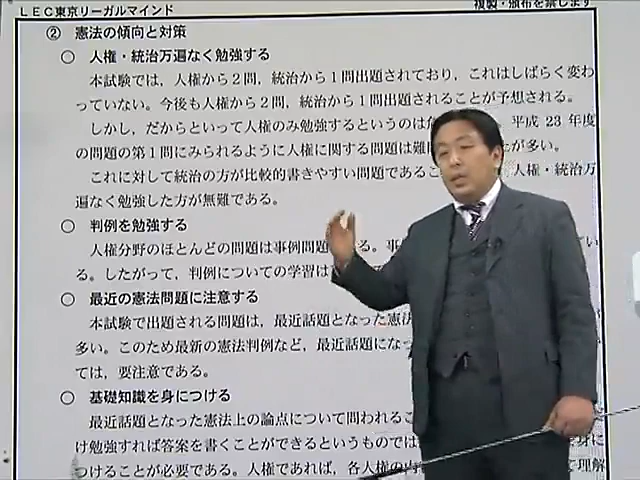 LEC東京リーガルマインド
複製・頒布を禁じます
② 憲法の傾向と対策
○ 人権・統治万遍なく勉強する
本試験では，人権から2問，統治から1問出題されており，これはしばらく変わ
っていない。今後も人権から2問，統治から1問出題されることが予想される。
しかし，だからといって人権のみ勉強するというのは 平成 23 年度
の問題の第1問にみられるように人権に関する問題は難 が多い。
これに対して統治の方が比較的書きやすい問題であるこ 人権・統治万
遍なく勉強した方が無難である。
○ 判例を勉強する
人権分野のほとんどの問題は事例問題 る。事 てい
る。したがって，判例についての学習は
○ 最近の憲法問題に注意する
本試験で出題される問題は，最近話題となった憲
多い。このため最新の憲法判例など，最近話題にな
ては，要注意である。
○ 基礎知識を身につける
最近話題となった憲法上の論点について問われるこ
け勉強すれば答案を書くことができるというものでは 身に
つけることが必要である。人権であれば，各人権の内 て理解